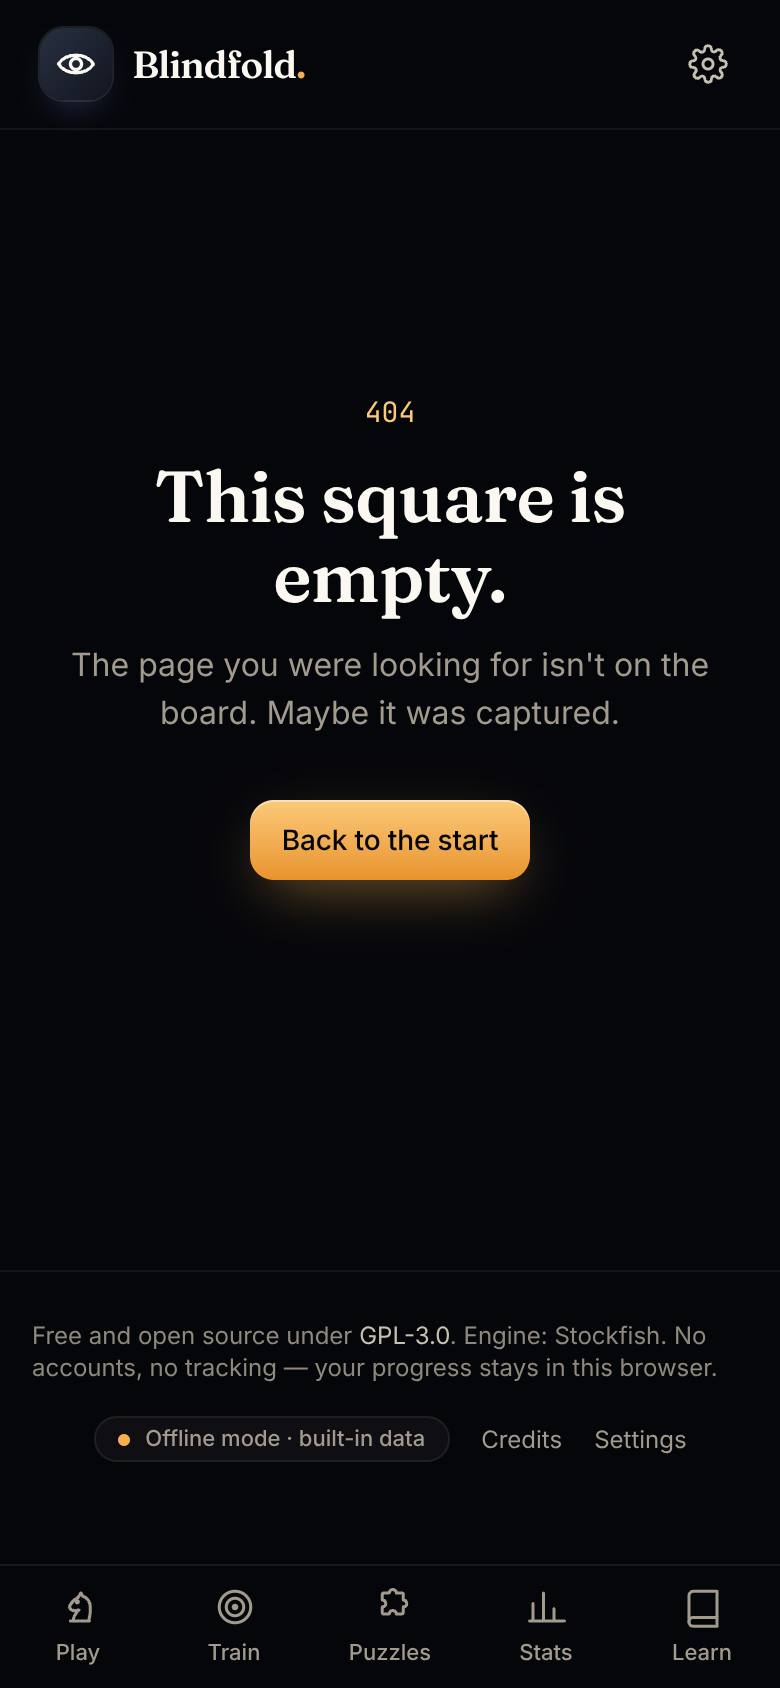 Blindfold.
404
This square is
empty.
The page you were looking for isn't on the
board. Maybe it was captured.
Back to the start
Free and open source under GPL-3.0. Engine: Stockfish. No
accounts, no tracking — your progress stays in this browser.
Offline mode · built-in data Credits Settings
Play Train Puzzles Stats Learn